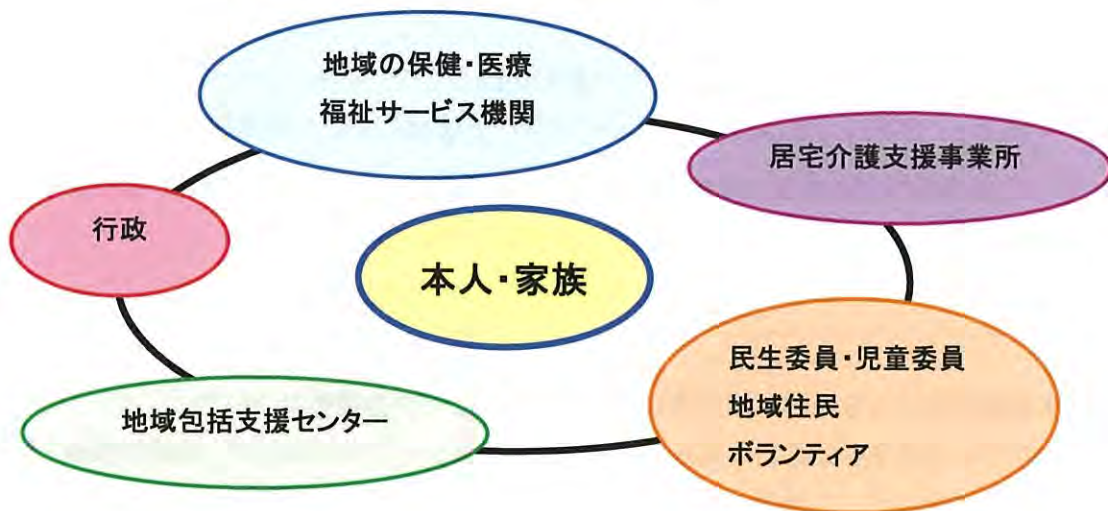 地域の保健・医療
福祉サービス機関
居宅介護支援事業所
行政
本人・家族
民生委員・児童委員
地域住民
ボランティア
地域包括支援センター